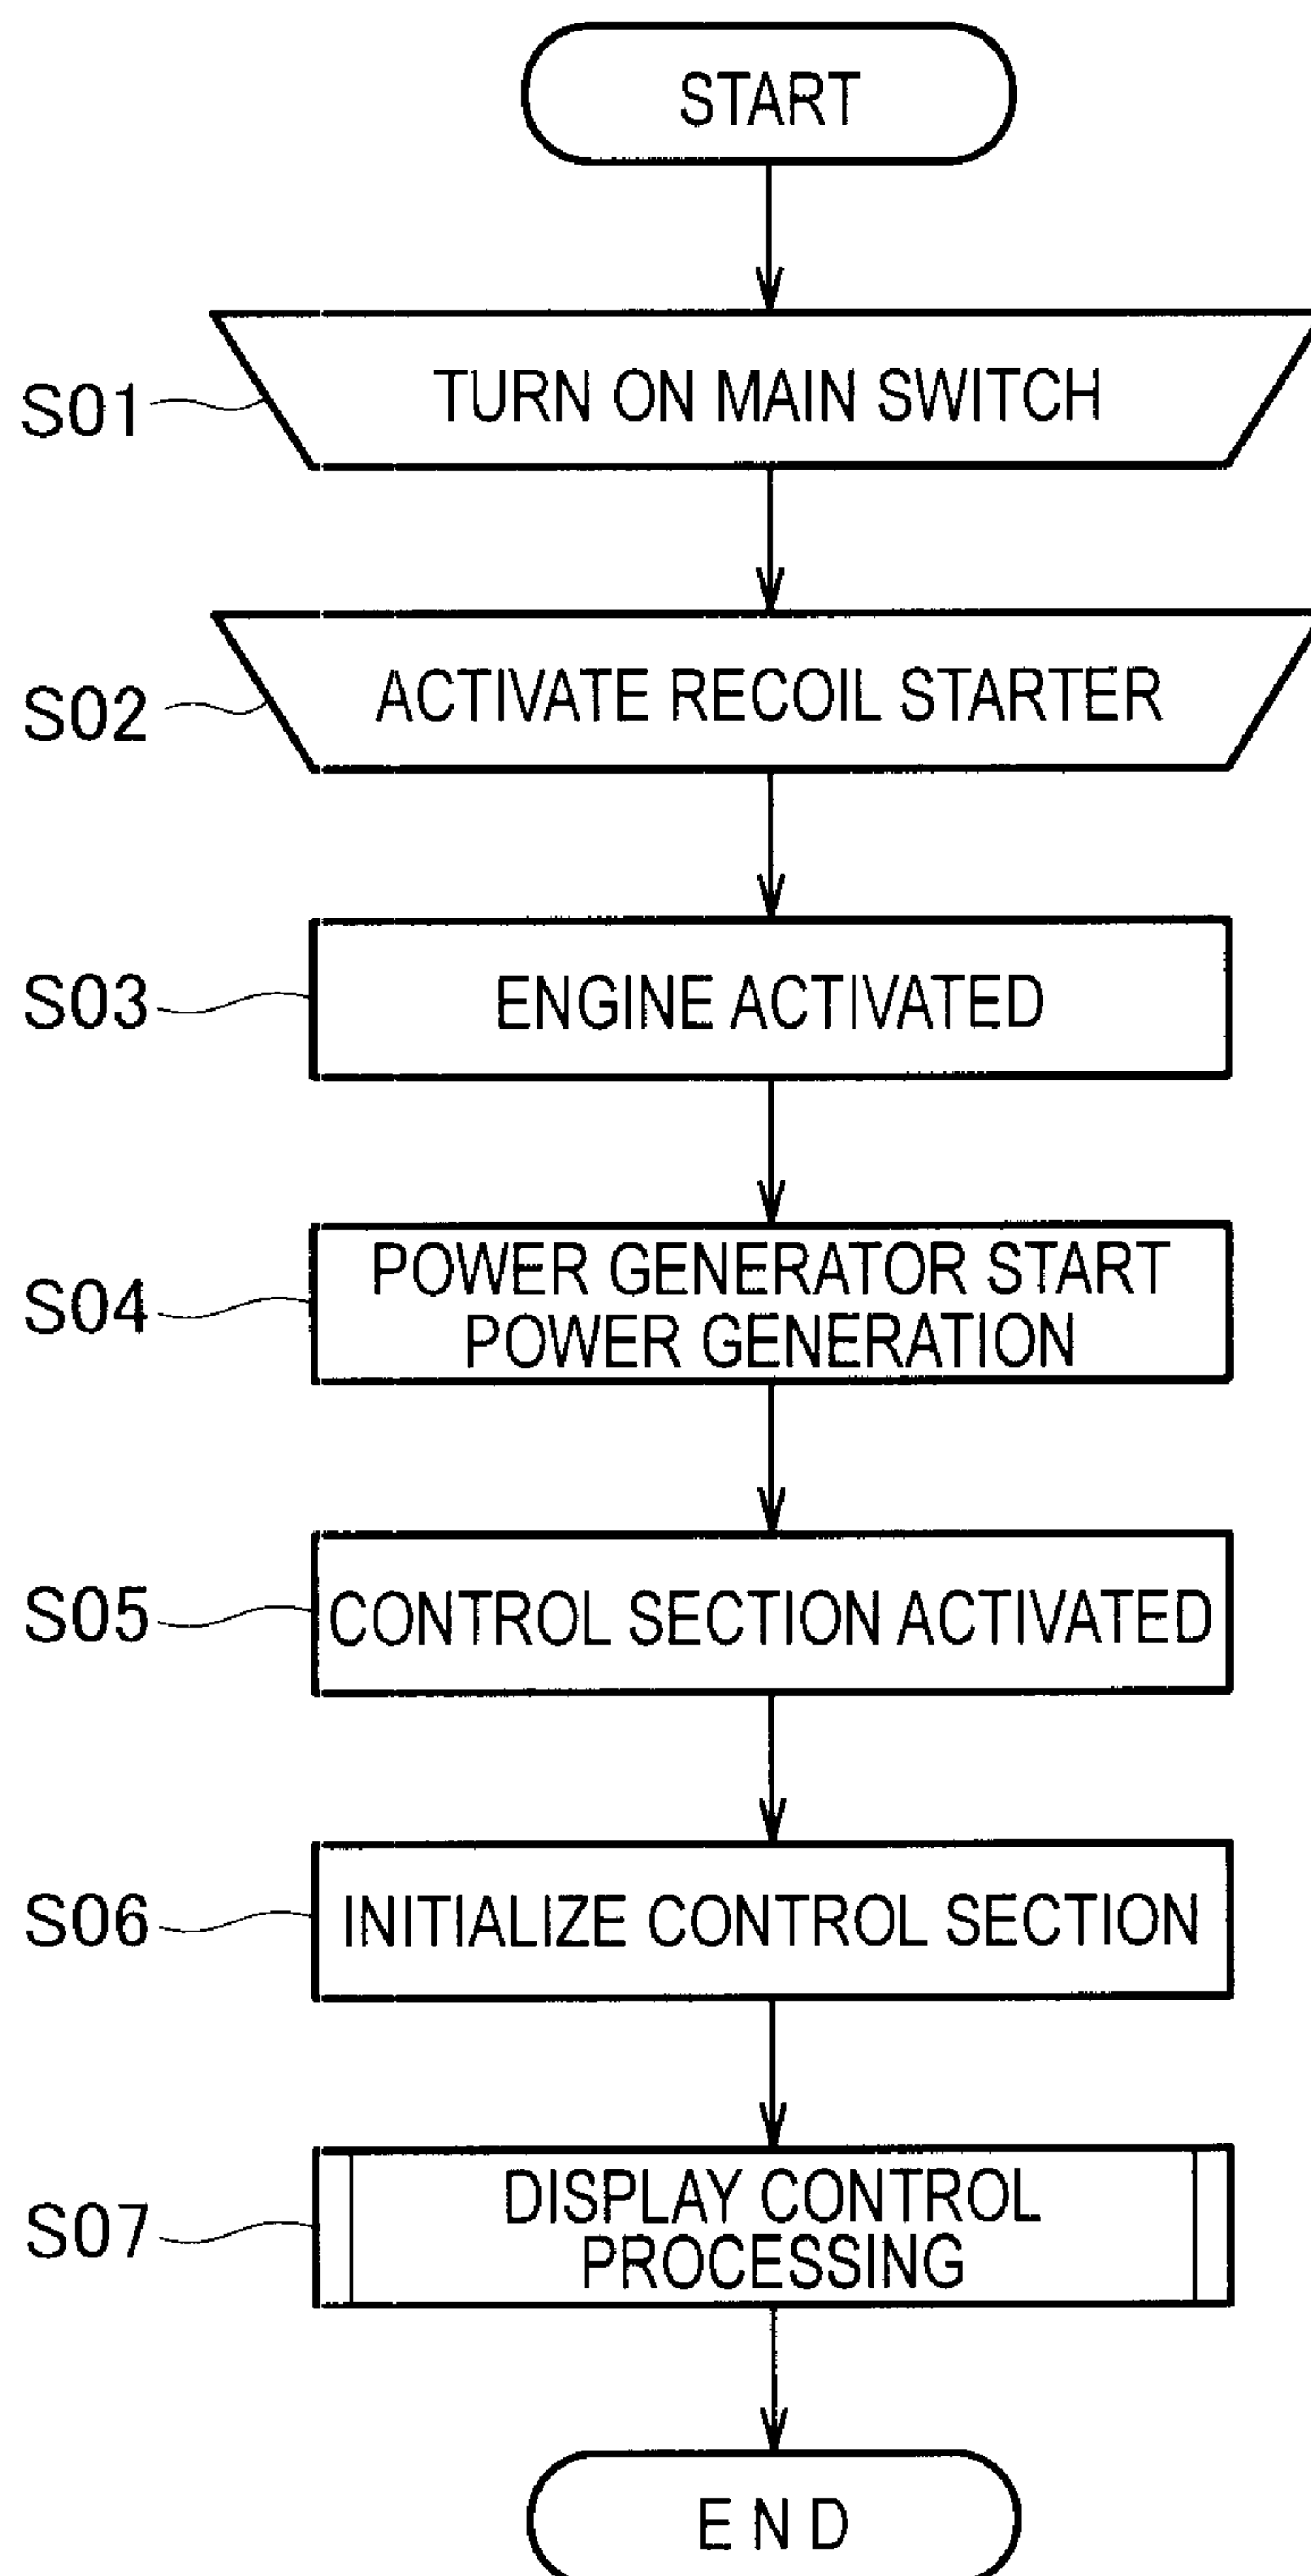 START
S01
TURN ON MAIN SWITCH
S02
ACTIVATE RECOIL STARTER
S03
ENGINE ACTIVATED
S04
POWER GENERATOR START
POWER GENERATION
S05
CONTROL SECTION ACTIVATED
S06
INITIALIZE CONTROL SECTION
S07
DISPLAY CONTROL
PROCESSING
END